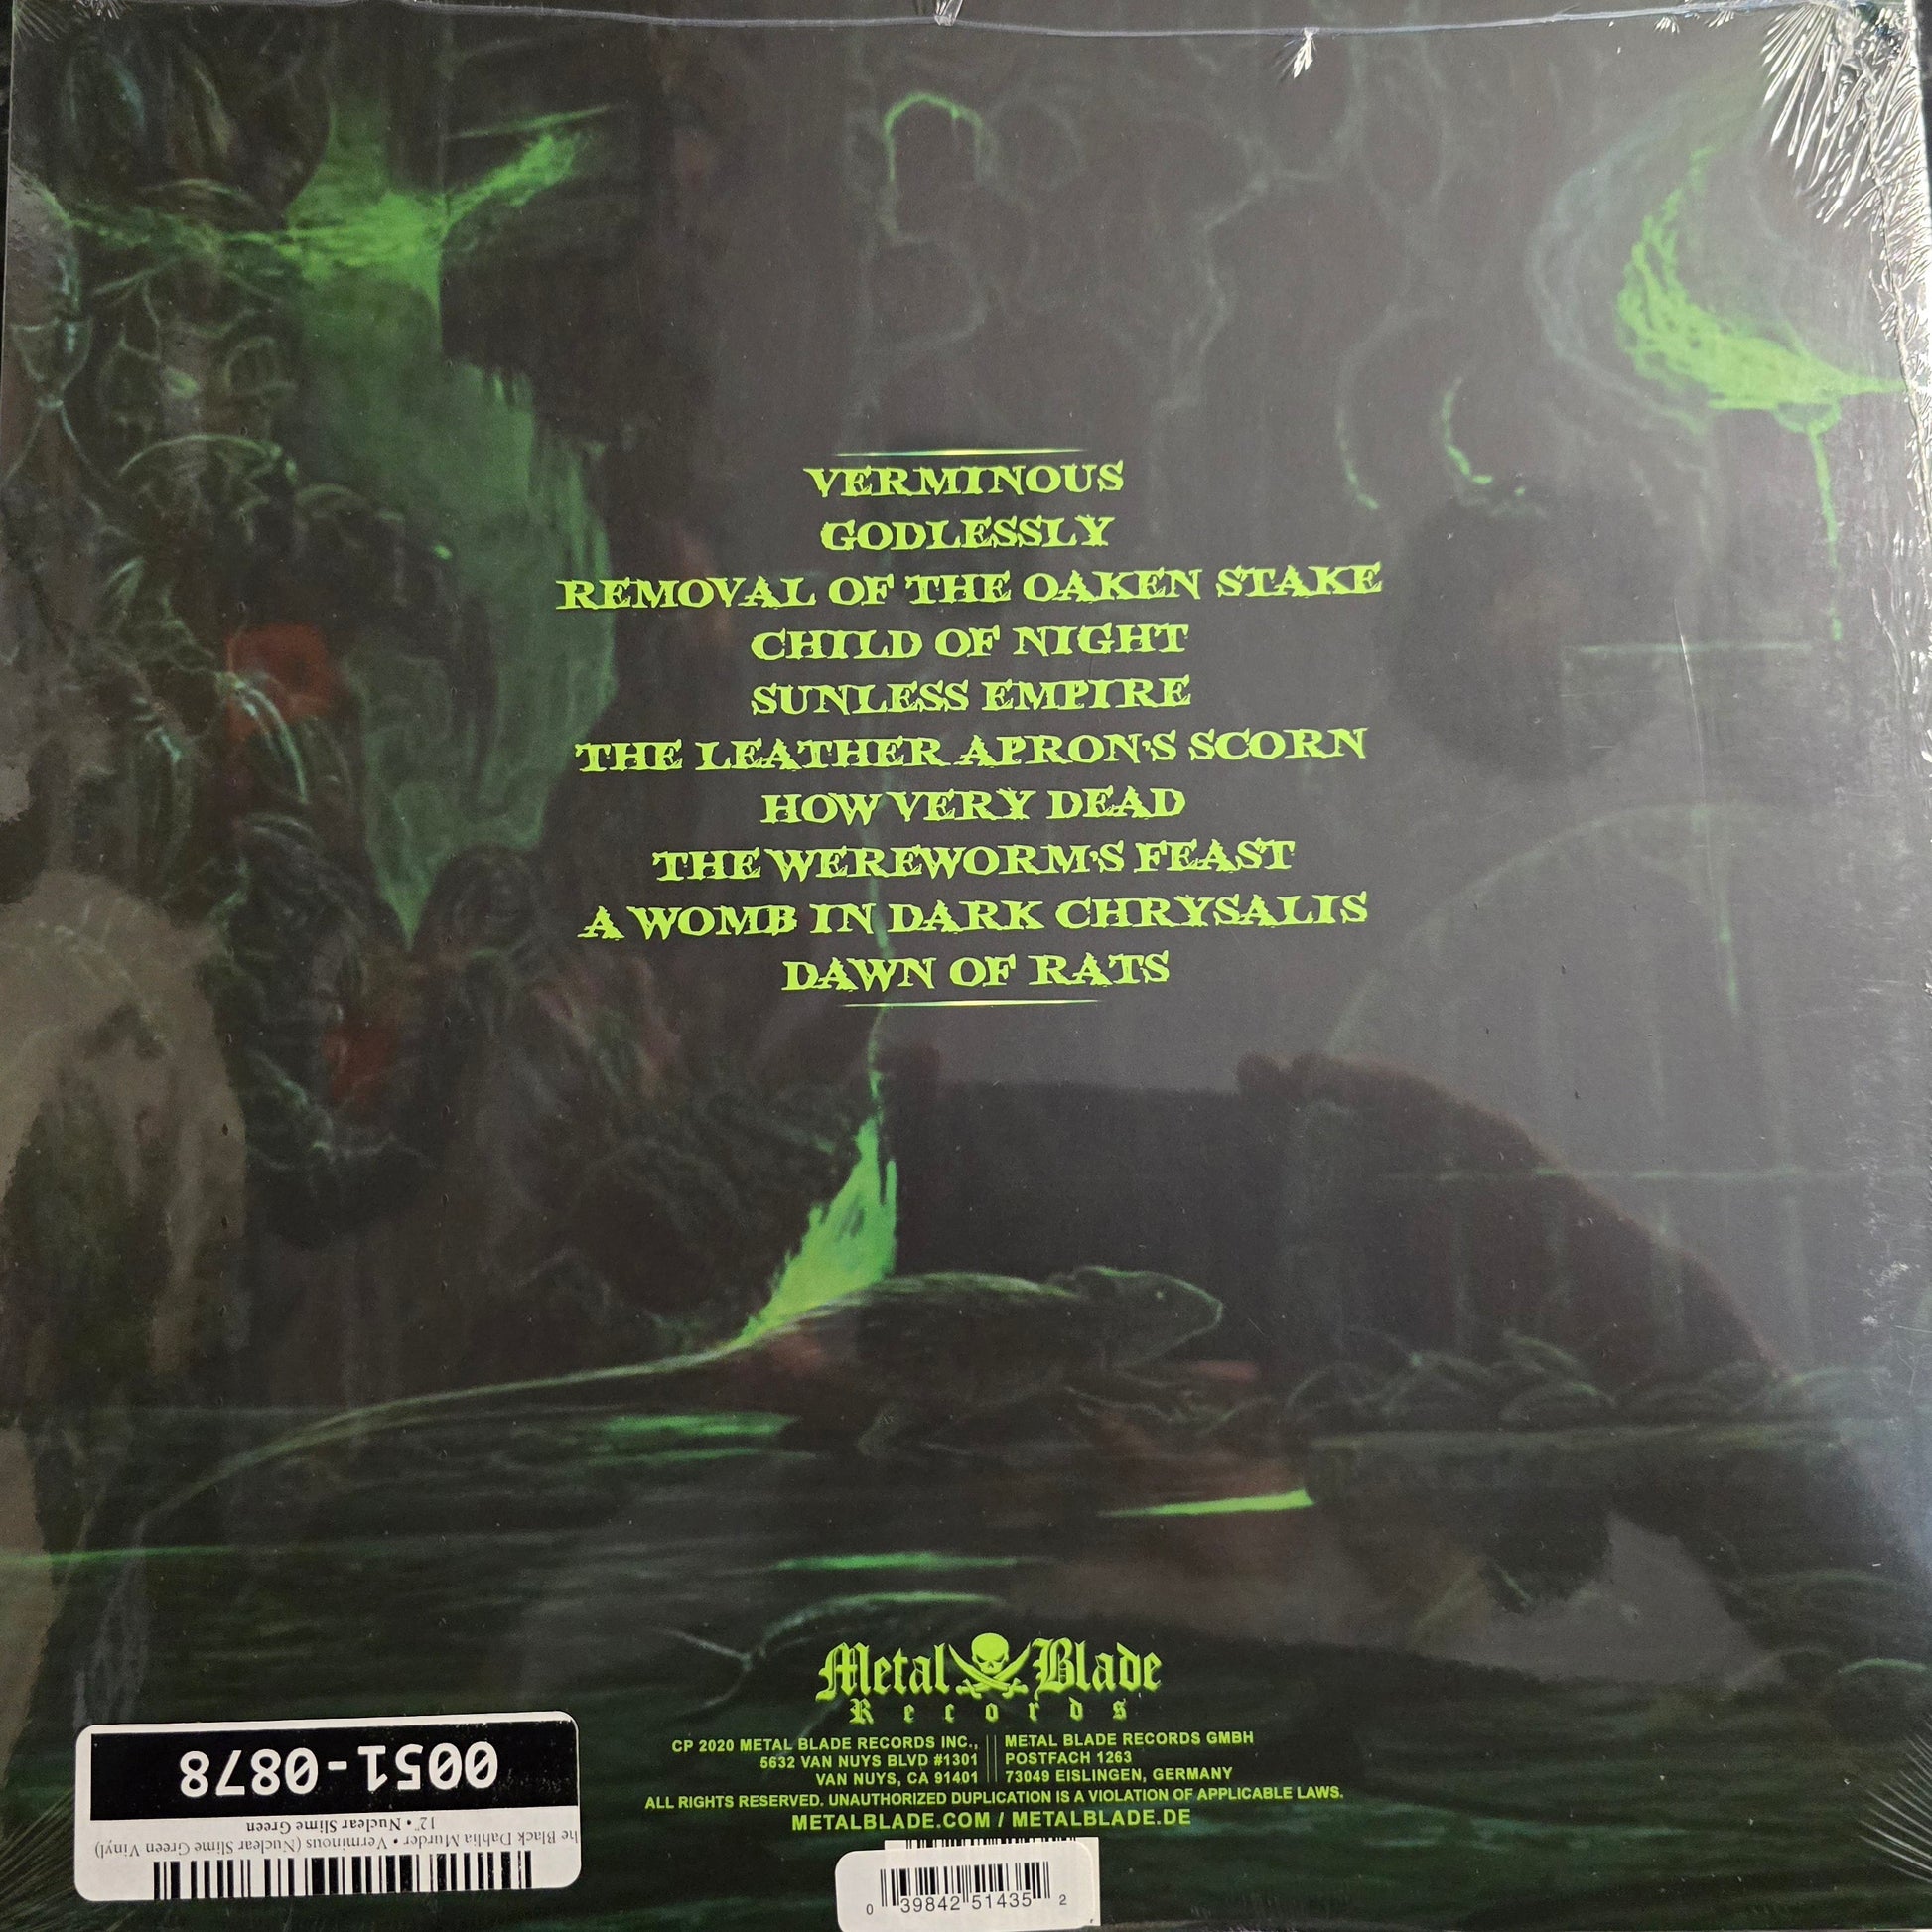 VERMINOUS
GODLESSLY
REMOVAL OF THE OAKEN STAKE
CHILD OF NIGHT
SUNLESS EMPIRE
THE LEATHER APRON'S SCORN
HOW VERY DEAD
THE WEREWORM'S FEAST
A WOMB IN DARK CHRYSALIS
DAWN OF RATS
Metal Blade
Records
CP 2020 METAL BLADE RECORDS INC.,
5632 VAN NUYS BLVD #1301
VAN NUYS, CA 91401
METAL BLADE RECORDS GMBH
POSTFACH 1263
73049 EISLINGEN, GERMANY
ALL RIGHTS RESERVED. UNAUTHORIZED DUPLICATION IS A VIOLATION OF APPLICABLE LAWS.
METALBLADE.COM / METALBLADE.DE
0 39842 51435 2
he Black Dahlia Murder • Verminous (Nuclear Slime Green Vinyl)
12" • Nuclear Slime Green
0051-0878